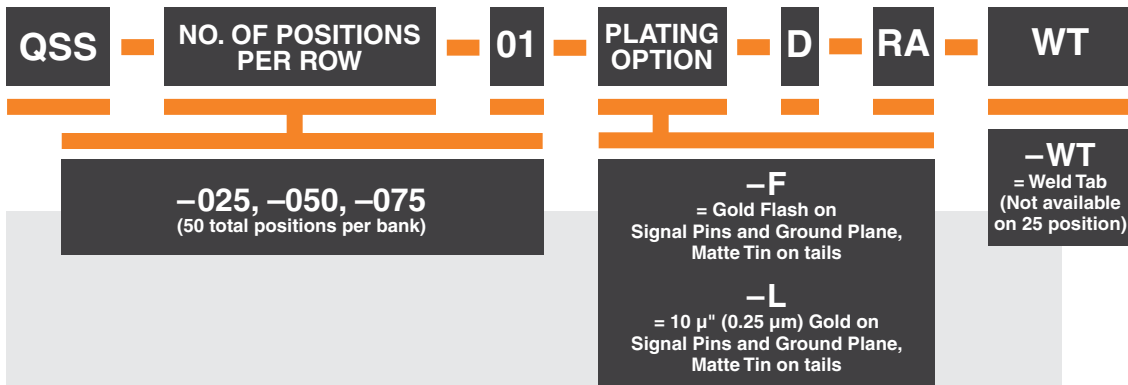 QSS
NO. OF POSITIONS
PER ROW
01
PLATING
OPTION
D
RA
WT
–025, –050, –075
(50 total positions per bank)
–F
= Gold Flash on
Signal Pins and Ground Plane,
Matte Tin on tails
–L
= 10 µ" (0.25 µm) Gold on
Signal Pins and Ground Plane,
Matte Tin on tails
–WT
= Weld Tab
(Not available
on 25 position)